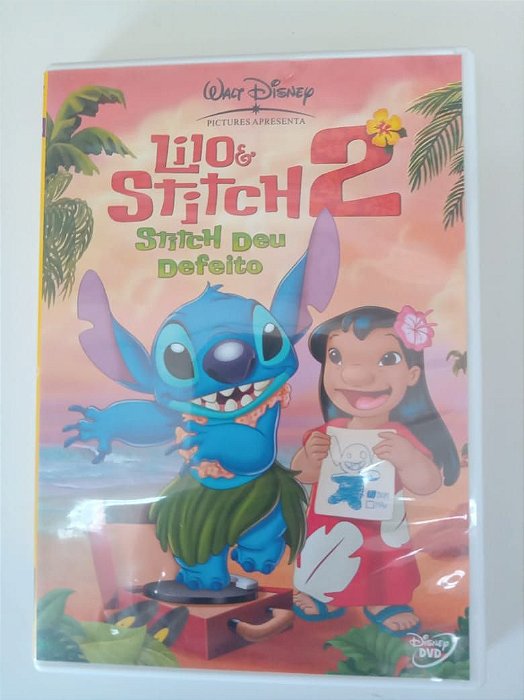 WALT DISNEY
PICTURES APRESENTA
LILO &
STITCH 2
STITCH DEU
DEFEITO
DISNEY
DVD